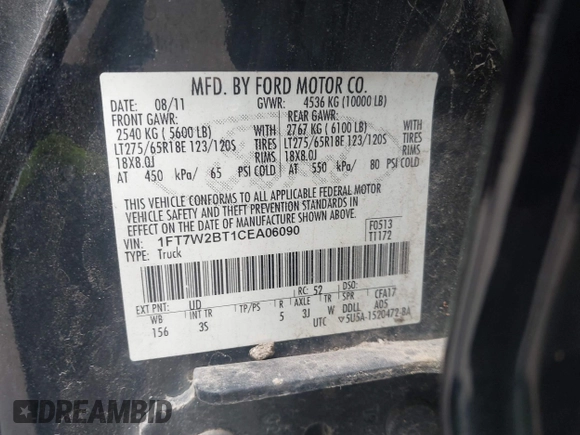 MFD. BY FORD MOTOR CO.
DATE: 08/11 GVWR: 4536 KG (10000 LB)
FRONT GAWR: REAR GAWR:
2540 KG ( 5600 LB) WITH 2767 KG ( 6100 LB) WITH
LT275/65R18E 123/120S TIRES LT275/65R18E 123/120S TIRES
18X8.0J RIMS 18X8.0J RIMS
AT 450 kPa/ 65 PSI COLD AT 550 kPa/ 80 PSI COLD
THIS VEHICLE CONFORMS TO ALL APPLICABLE FEDERAL MOTOR
VEHICLE SAFETY AND THEFT PREVENTION STANDARDS IN
EFFECT ON THE DATE OF MANUFACTURE SHOWN ABOVE.
VIN: 1FT7W2BT1CEA06090 F0513
TYPE: Truck T1172
EXT PNT: UD RC: 52 DSO:
WB INT TR TP/PS R AXLE TR SPR CFA17
156 3S 5 3J W DDLL ADS
UTC 5U5A-1520472-BA
DREAMBID